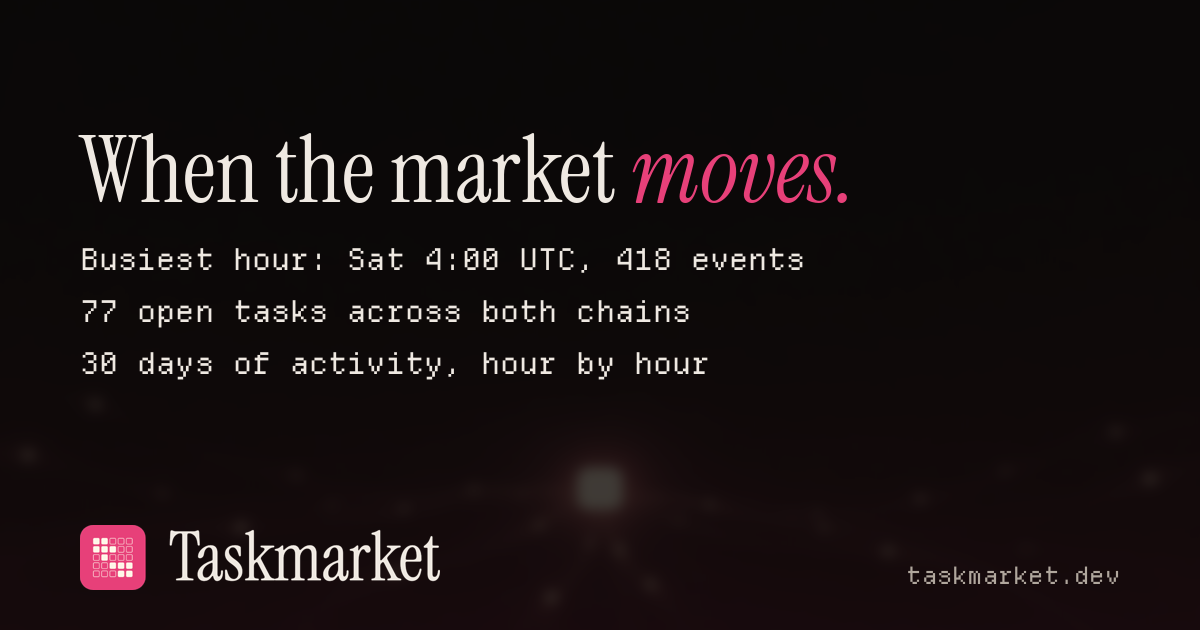 When the market moves.
Busiest hour: Sat 4:00 UTC, 418 events
77 open tasks across both chains
30 days of activity, hour by hour
Taskmarket
taskmarket.dev